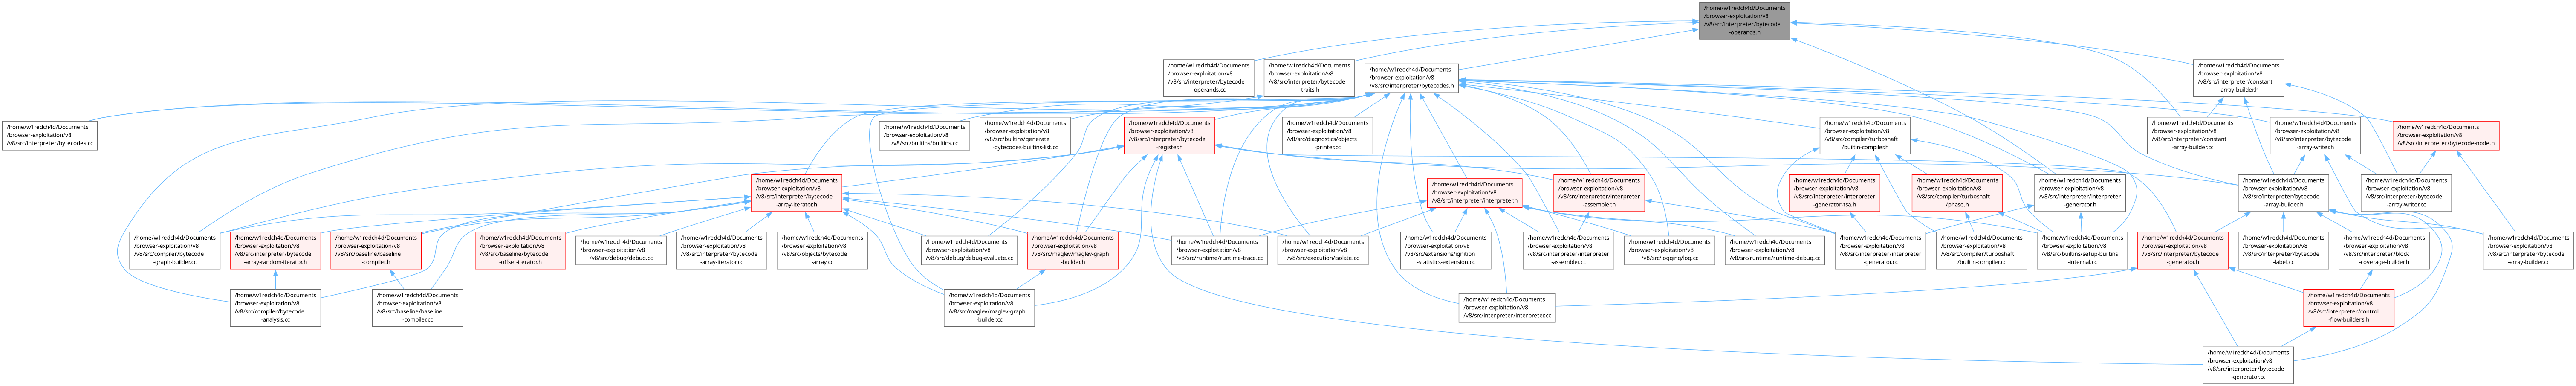 /home/w1redch4d/Documents
/browser-exploitation/v8
/v8/src/interpreter/bytecode
-operands.h
/home/w1redch4d/Documents
/browser-exploitation/v8
/v8/src/interpreter/bytecode
-operands.cc
/home/w1redch4d/Documents
/browser-exploitation/v8
/v8/src/interpreter/bytecode
-traits.h
/home/w1redch4d/Documents
/browser-exploitation/v8
/v8/src/interpreter/bytecodes.h
/home/w1redch4d/Documents
/browser-exploitation/v8
/v8/src/interpreter/constant
-array-builder.h
/home/w1redch4d/Documents
/browser-exploitation/v8
/v8/src/interpreter/bytecodes.cc
/home/w1redch4d/Documents
/browser-exploitation/v8
/v8/src/builtins/builtins.cc
/home/w1redch4d/Documents
/browser-exploitation/v8
/v8/src/builtins/generate
-bytecodes-builtins-list.cc
/home/w1redch4d/Documents
/browser-exploitation/v8
/v8/src/interpreter/bytecode
-register.h
/home/w1redch4d/Documents
/browser-exploitation/v8
/v8/src/diagnostics/objects
-printer.cc
/home/w1redch4d/Documents
/browser-exploitation/v8
/v8/src/compiler/turboshaft
/builtin-compiler.h
/home/w1redch4d/Documents
/browser-exploitation/v8
/v8/src/interpreter/constant
-array-builder.cc
/home/w1redch4d/Documents
/browser-exploitation/v8
/v8/src/interpreter/bytecode
-array-writer.h
/home/w1redch4d/Documents
/browser-exploitation/v8
/v8/src/interpreter/bytecode-node.h
/home/w1redch4d/Documents
/browser-exploitation/v8
/v8/src/interpreter/bytecode
-array-iterator.h
/home/w1redch4d/Documents
/browser-exploitation/v8
/v8/src/interpreter/interpreter.h
/home/w1redch4d/Documents
/browser-exploitation/v8
/v8/src/interpreter/interpreter
-assembler.h
/home/w1redch4d/Documents
/browser-exploitation/v8
/v8/src/interpreter/interpreter
-generator-tsa.h
/home/w1redch4d/Documents
/browser-exploitation/v8
/v8/src/compiler/turboshaft
/phase.h
/home/w1redch4d/Documents
/browser-exploitation/v8
/v8/src/interpreter/interpreter
-generator.h
/home/w1redch4d/Documents
/browser-exploitation/v8
/v8/src/interpreter/bytecode
-array-builder.h
/home/w1redch4d/Documents
/browser-exploitation/v8
/v8/src/interpreter/bytecode
-array-writer.cc
/home/w1redch4d/Documents
/browser-exploitation/v8
/v8/src/compiler/bytecode
-graph-builder.cc
/home/w1redch4d/Documents
/browser-exploitation/v8
/v8/src/interpreter/bytecode
-array-random-iterator.h
/home/w1redch4d/Documents
/browser-exploitation/v8
/v8/src/baseline/baseline
-compiler.h
/home/w1redch4d/Documents
/browser-exploitation/v8
/v8/src/baseline/bytecode
-offset-iterator.h
/home/w1redch4d/Documents
/browser-exploitation/v8
/v8/src/debug/debug.cc
/home/w1redch4d/Documents
/browser-exploitation/v8
/v8/src/interpreter/bytecode
-array-iterator.cc
/home/w1redch4d/Documents
/browser-exploitation/v8
/v8/src/objects/bytecode
-array.cc
/home/w1redch4d/Documents
/browser-exploitation/v8
/v8/src/debug/debug-evaluate.cc
/home/w1redch4d/Documents
/browser-exploitation/v8
/v8/src/maglev/maglev-graph
-builder.h
/home/w1redch4d/Documents
/browser-exploitation/v8
/v8/src/runtime/runtime-trace.cc
/home/w1redch4d/Documents
/browser-exploitation/v8
/v8/src/execution/isolate.cc
/home/w1redch4d/Documents
/browser-exploitation/v8
/v8/src/extensions/ignition
-statistics-extension.cc
/home/w1redch4d/Documents
/browser-exploitation/v8
/v8/src/interpreter/interpreter
-assembler.cc
/home/w1redch4d/Documents
/browser-exploitation/v8
/v8/src/logging/log.cc
/home/w1redch4d/Documents
/browser-exploitation/v8
/v8/src/runtime/runtime-debug.cc
/home/w1redch4d/Documents
/browser-exploitation/v8
/v8/src/interpreter/interpreter
-generator.cc
/home/w1redch4d/Documents
/browser-exploitation/v8
/v8/src/compiler/turboshaft
/builtin-compiler.cc
/home/w1redch4d/Documents
/browser-exploitation/v8
/v8/src/builtins/setup-builtins
-internal.cc
/home/w1redch4d/Documents
/browser-exploitation/v8
/v8/src/interpreter/bytecode
-generator.h
/home/w1redch4d/Documents
/browser-exploitation/v8
/v8/src/interpreter/bytecode
-label.cc
/home/w1redch4d/Documents
/browser-exploitation/v8
/v8/src/interpreter/block
-coverage-builder.h
/home/w1redch4d/Documents
/browser-exploitation/v8
/v8/src/interpreter/bytecode
-array-builder.cc
/home/w1redch4d/Documents
/browser-exploitation/v8
/v8/src/compiler/bytecode
-analysis.cc
/home/w1redch4d/Documents
/browser-exploitation/v8
/v8/src/baseline/baseline
-compiler.cc
/home/w1redch4d/Documents
/browser-exploitation/v8
/v8/src/maglev/maglev-graph
-builder.cc
/home/w1redch4d/Documents
/browser-exploitation/v8
/v8/src/interpreter/interpreter.cc
/home/w1redch4d/Documents
/browser-exploitation/v8
/v8/src/interpreter/control
-flow-builders.h
/home/w1redch4d/Documents
/browser-exploitation/v8
/v8/src/interpreter/bytecode
-generator.cc